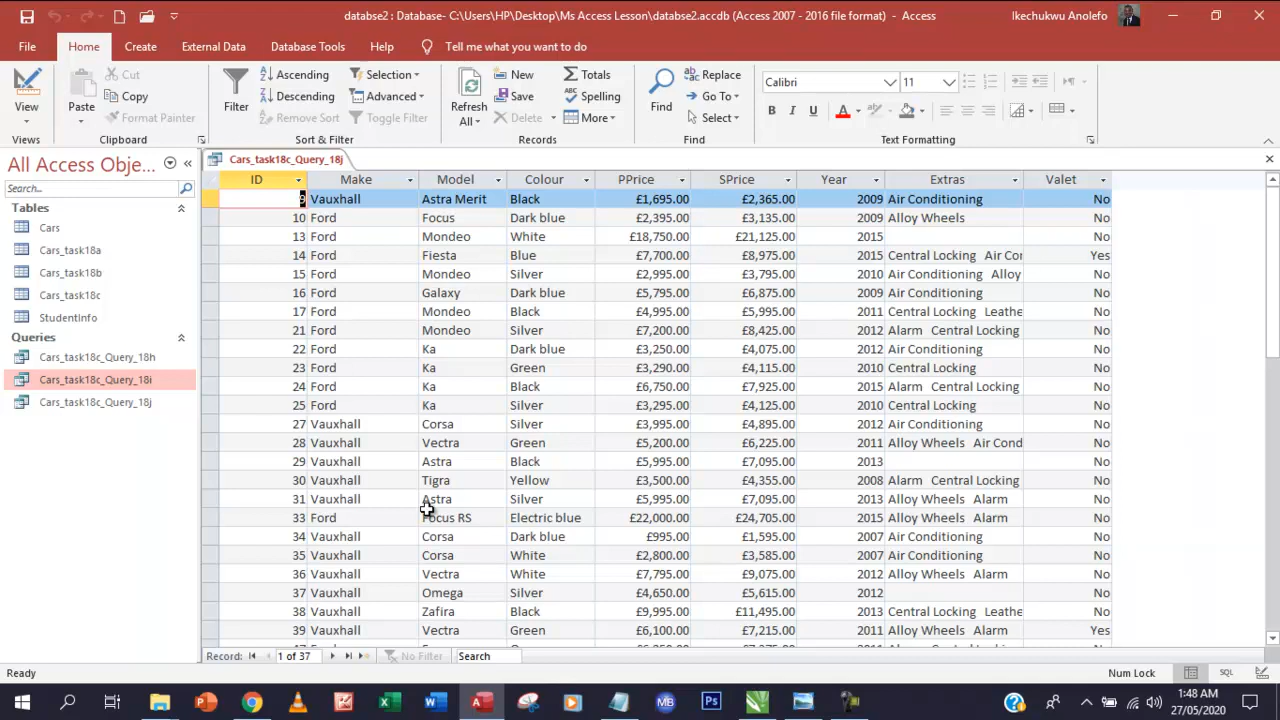 databse2 : Database- C:\Users\HP\Desktop\Ms Access Lesson\databse2.accdb (Access 2007 - 2016 file format) - Access
Ikechukwu Anolefo
File Home Create External Data Database Tools Help Tell me what you want to do
View
Views
Paste
Cut
Copy
Format Painter
Clipboard
Filter
Ascending
Descending
Remove Sort
Selection
Advanced
Toggle Filter
Sort & Filter
Refresh All
New
Save
Delete
Totals
Spelling
More
Records
Find
Replace
Go To
Select
Find
Calibri 11
B I U A
Text Formatting
All Access Obje...
Search...
Tables
Cars
Cars_task18a
Cars_task18b
Cars_task18c
StudentInfo
Queries
Cars_task18c_Query_18h
Cars_task18c_Query_18i
Cars_task18c_Query_18j
Cars_task18c_Query_18j
ID Make Model Colour PPrice SPrice Year Extras Valet
9 Vauxhall Astra Merit Black £1,695.00 £2,365.00 2009 Air Conditioning No
10 Ford Focus Dark blue £2,395.00 £3,135.00 2009 Alloy Wheels No
13 Ford Mondeo White £18,750.00 £21,125.00 2015 No
14 Ford Fiesta Blue £7,700.00 £8,975.00 2015 Central Locking Air Co Yes
15 Ford Mondeo Silver £2,995.00 £3,795.00 2010 Air Conditioning Alloy No
16 Ford Galaxy Dark blue £5,795.00 £6,875.00 2009 Air Conditioning No
17 Ford Mondeo Black £4,995.00 £5,995.00 2011 Central Locking Leathe No
21 Ford Mondeo Silver £7,200.00 £8,425.00 2012 Alarm Central Locking No
22 Ford Ka Dark blue £3,250.00 £4,075.00 2012 Air Conditioning No
23 Ford Ka Green £3,290.00 £4,115.00 2010 Central Locking No
24 Ford Ka Black £6,750.00 £7,925.00 2015 Alarm Central Locking No
25 Ford Ka Silver £3,295.00 £4,125.00 2010 Central Locking No
27 Vauxhall Corsa Silver £3,995.00 £4,895.00 2012 Air Conditioning No
28 Vauxhall Vectra Green £5,200.00 £6,225.00 2011 Alloy Wheels Air Cond No
29 Vauxhall Astra Black £5,995.00 £7,095.00 2013 No
30 Vauxhall Tigra Yellow £3,500.00 £4,355.00 2008 Alarm Central Locking No
31 Vauxhall Astra Silver £5,995.00 £7,095.00 2013 Alloy Wheels Alarm No
33 Ford Focus RS Electric blue £22,000.00 £24,705.00 2015 Alloy Wheels Alarm No
34 Vauxhall Corsa Dark blue £995.00 £1,595.00 2007 Air Conditioning No
35 Vauxhall Corsa White £2,800.00 £3,585.00 2007 Air Conditioning No
36 Vauxhall Vectra White £7,795.00 £9,075.00 2012 Alloy Wheels Alarm No
37 Vauxhall Omega Silver £4,650.00 £5,615.00 2012 No
38 Vauxhall Zafira Black £9,995.00 £11,495.00 2013 Central Locking Leathe No
39 Vauxhall Vectra Green £6,100.00 £7,215.00 2011 Alloy Wheels Alarm Yes
Record: 1 of 37 No Filter Search
Ready
Num Lock
SQL
1:48 AM
27/05/2020